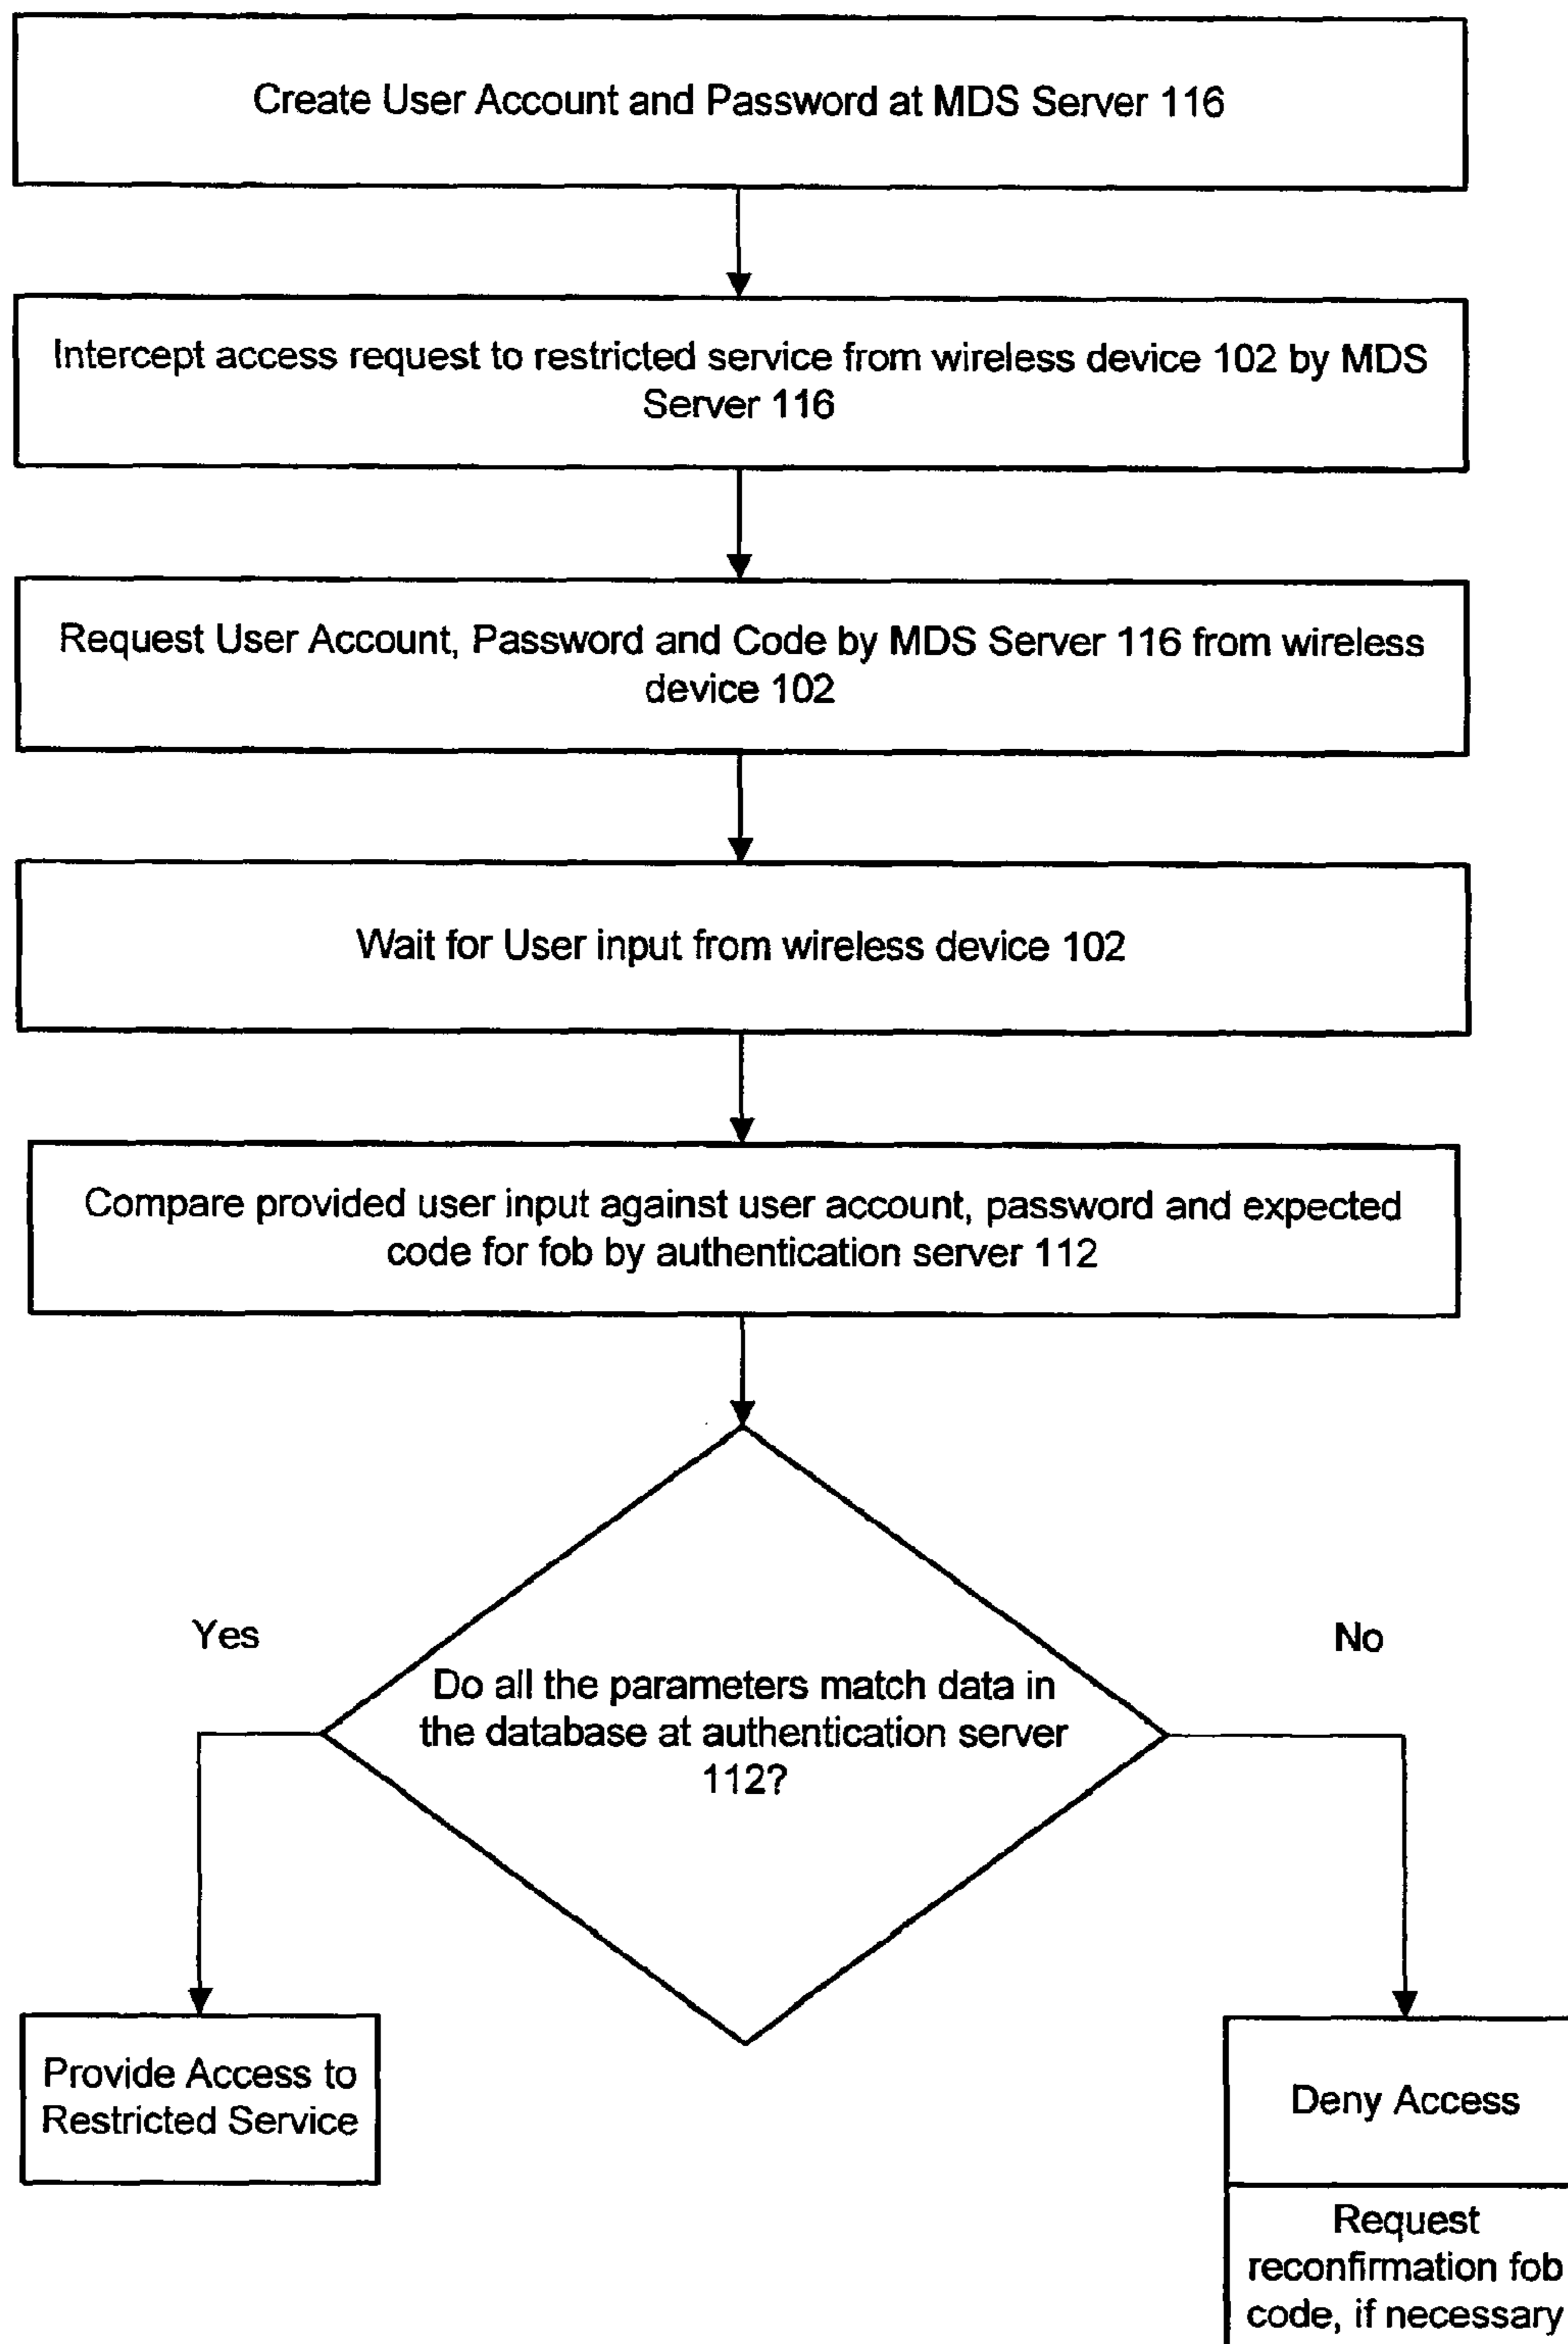 Create User Account and Password at MDS Server 116
Intercept access request to restricted service from wireless device 102 by MDS
Server 116
Request User Account, Password and Code by MDS Server 116 from wireless
device 102
Wait for User input from wireless device 102
Compare provided user input against user account, password and expected
code for fob by authentication server 112
Yes
No
Do all the parameters match data in
the database at authentication server
112?
Provide Access to
Restricted Service
Deny Access
Request
reconfirmation fob
code, if necessary